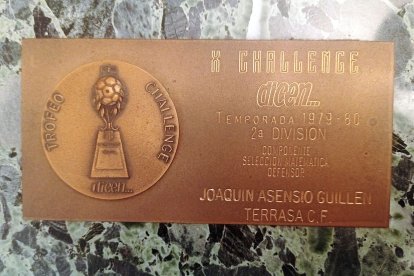 TROFEO
CHALLENGE
dicen...
X CHALLENGE
dicen...
TEMPORADA 1979-80
2ª DIVISION
COMPONENTE
SELECCION MATEMATICA
DEFENSOR
JOAQUIN ASENSIO GUILLEN
TERRASA C.F.